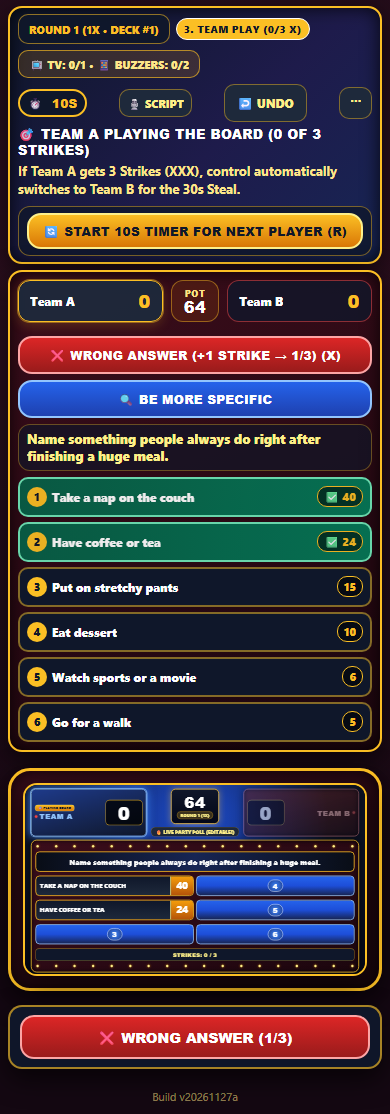 ROUND 1 (1X • DECK #1)
3. TEAM PLAY (0/3 X)
📺 TV: 0/1 • 📱 BUZZERS: 0/2
⏰ 10S
🎙️ SCRIPT
↩️ UNDO
...
🎯 TEAM A PLAYING THE BOARD (0 OF 3
STRIKES)
If Team A gets 3 Strikes (XXX), control automatically
switches to Team B for the 30s Steal.
🔄 START 10S TIMER FOR NEXT PLAYER (R)
Team A 0
POT
64
Team B 0
❌ WRONG ANSWER (+1 STRIKE → 1/3) (X)
🔍 BE MORE SPECIFIC
Name something people always do right after
finishing a huge meal.
1 Take a nap on the couch ✅ 40
2 Have coffee or tea ✅ 24
3 Put on stretchy pants 15
4 Eat dessert 10
5 Watch sports or a movie 6
6 Go for a walk 5
PLAYING BOARD
TEAM A
0
64
ROUND 1 (1X)
0
TEAM B
🔥 LIVE PARTY POLL (EDITABLE!)
Name something people always do right after finishing a huge meal.
TAKE A NAP ON THE COUCH 40
4
HAVE COFFEE OR TEA 24
5
3
6
STRIKES: 0 / 3
❌ WRONG ANSWER (1/3)
Build v20261127a